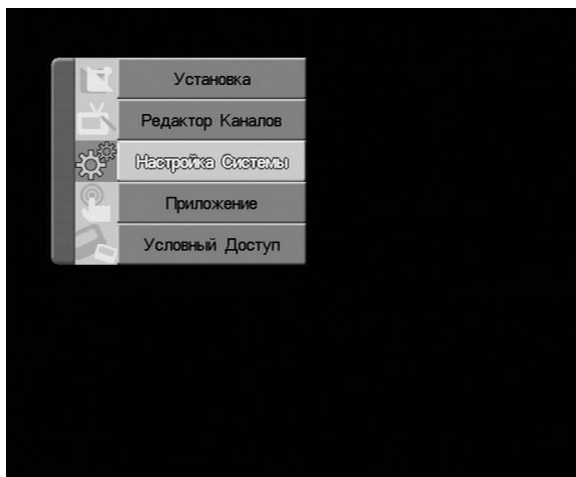 Установка
Редактор Каналов
Настройка Системы
Приложение
Условный Доступ